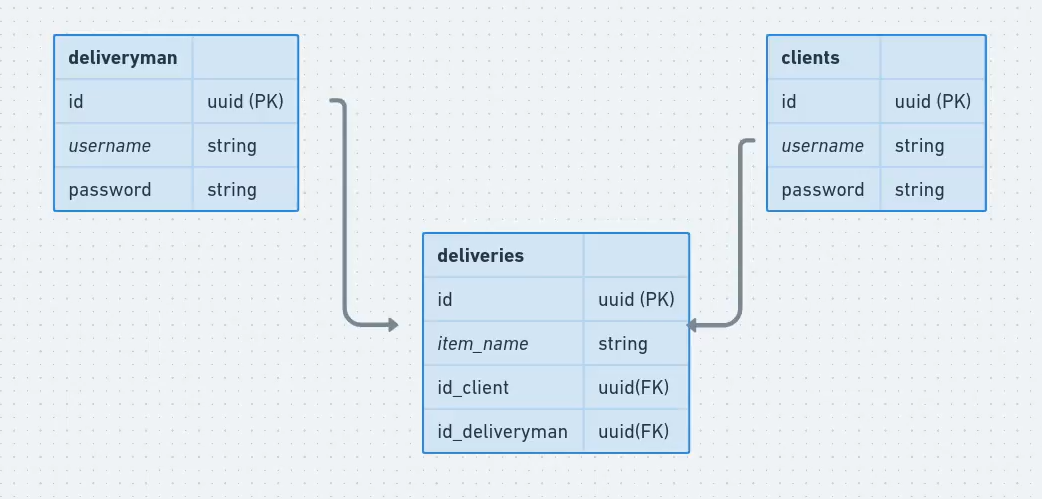 deliveryman
id uuid (PK)
username string
password string
clients
id uuid (PK)
username string
password string
deliveries
id uuid (PK)
item_name string
id_client uuid(FK)
id_deliveryman uuid(FK)